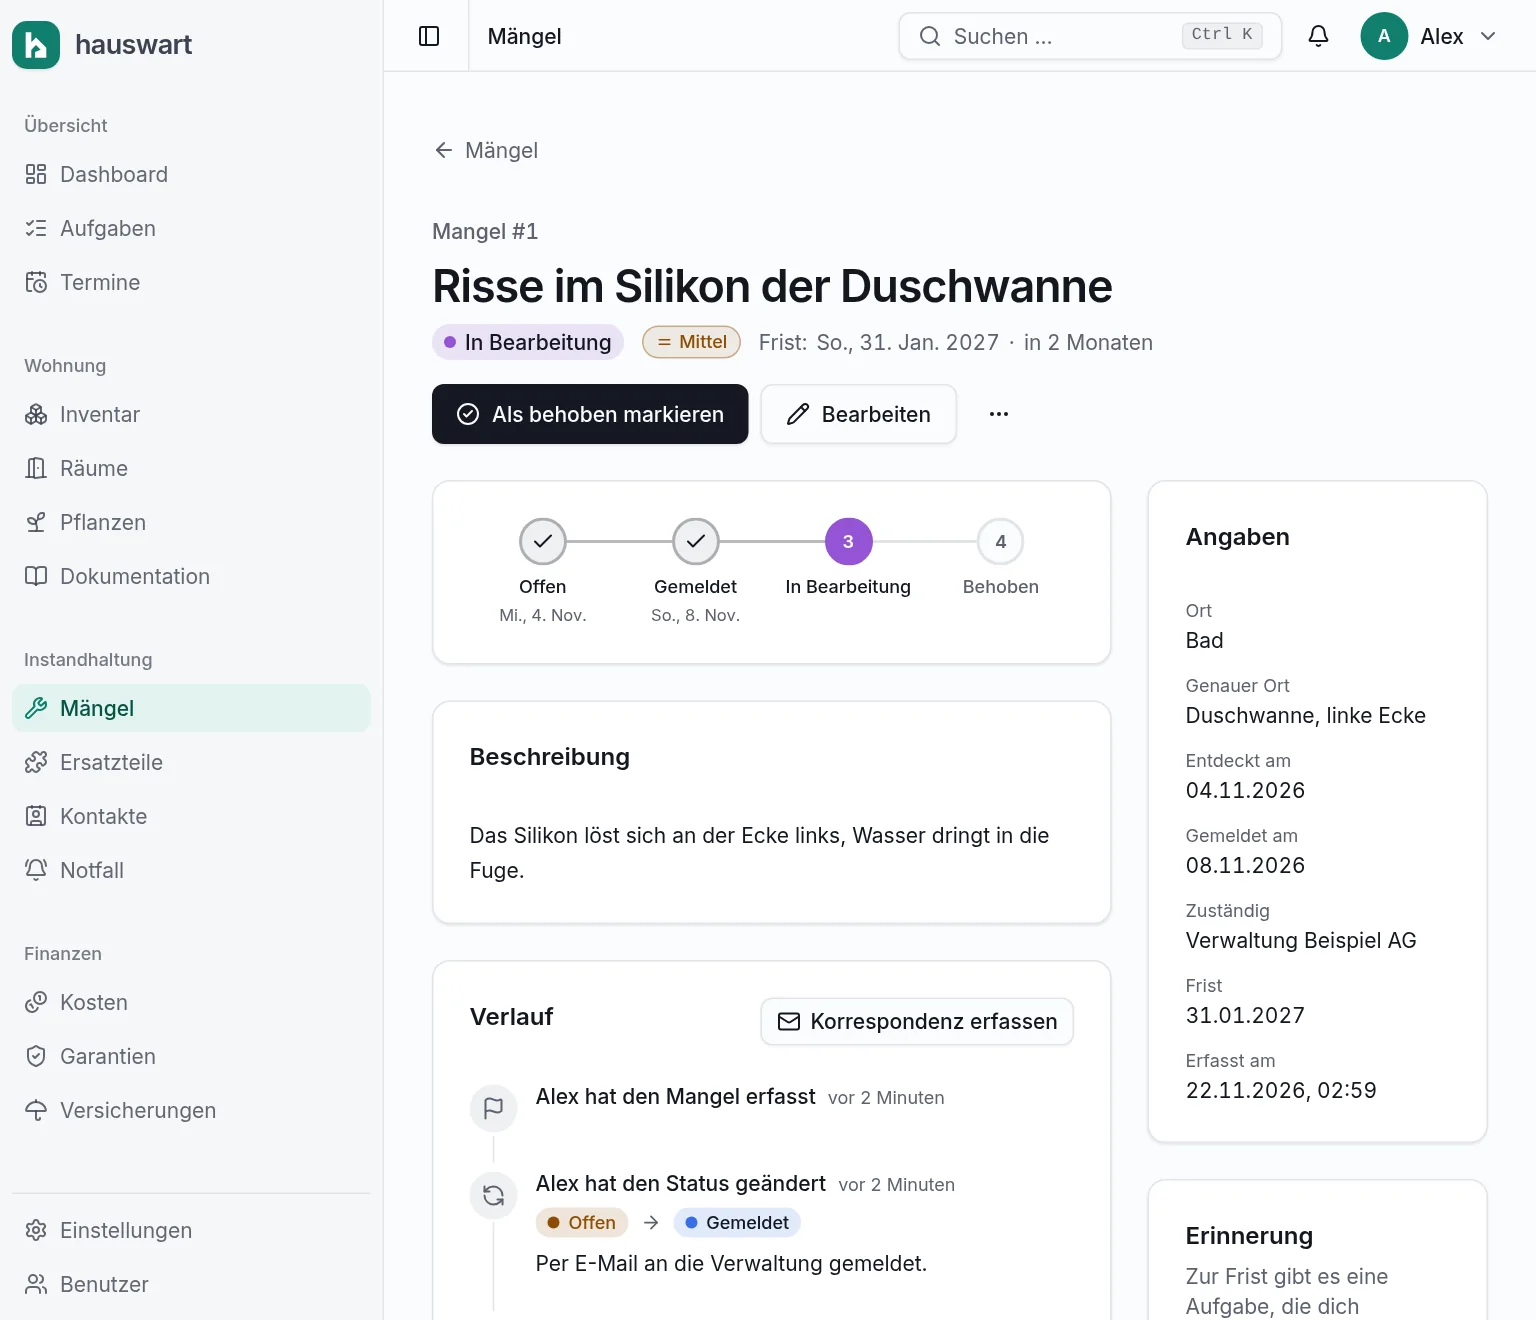 hauswart
Übersicht
Dashboard
Aufgaben
Termine
Wohnung
Inventar
Räume
Pflanzen
Dokumentation
Instandhaltung
Mängel
Ersatzteile
Kontakte
Notfall
Finanzen
Kosten
Garantien
Versicherungen
Einstellungen
Benutzer
Mängel
Suchen ...
Ctrl K
A
Alex
Mängel
Mangel #1
Risse im Silikon der Duschwanne
In Bearbeitung
Mittel
Frist: So., 31. Jan. 2027 · in 2 Monaten
Als behoben markieren
Bearbeiten
3
4
Offen
Gemeldet
In Bearbeitung
Behoben
Mi., 4. Nov.
So., 8. Nov.
Beschreibung
Das Silikon löst sich an der Ecke links, Wasser dringt in die
Fuge.
Verlauf
Korrespondenz erfassen
Alex hat den Mangel erfasst vor 2 Minuten
Alex hat den Status geändert vor 2 Minuten
Offen → Gemeldet
Per E-Mail an die Verwaltung gemeldet.
Angaben
Ort
Bad
Genauer Ort
Duschwanne, linke Ecke
Entdeckt am
04.11.2026
Gemeldet am
08.11.2026
Zuständig
Verwaltung Beispiel AG
Frist
31.01.2027
Erfasst am
22.11.2026, 02:59
Erinnerung
Zur Frist gibt es eine
Aufgabe, die dich